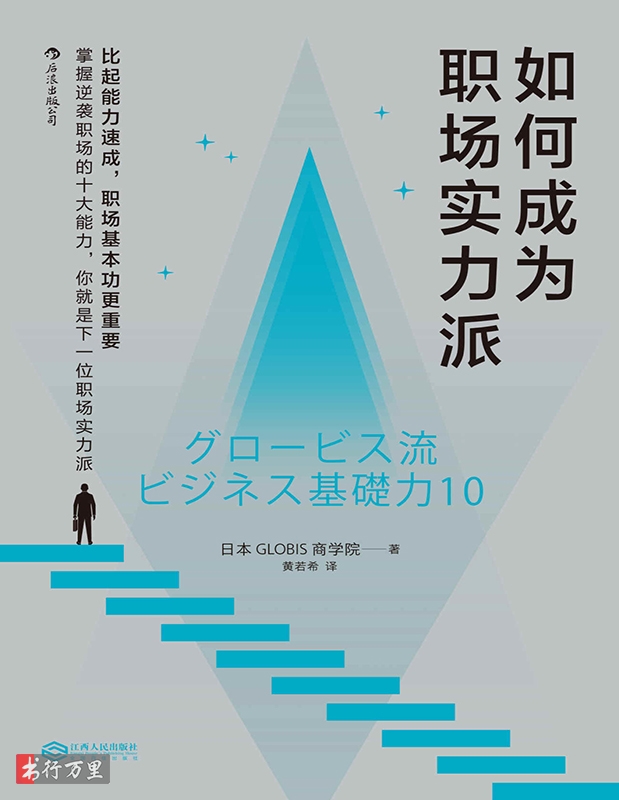 如何成为
职场实力派
比起能力速成，职场基本功更重要
掌握逆袭职场的十大能力，你就是下一位职场实力派
后浪出版公司
グロービス流
ビジネス基礎力10
日本 GLOBIS 商学院——著
黄若希 译
江西人民出版社
书行万里